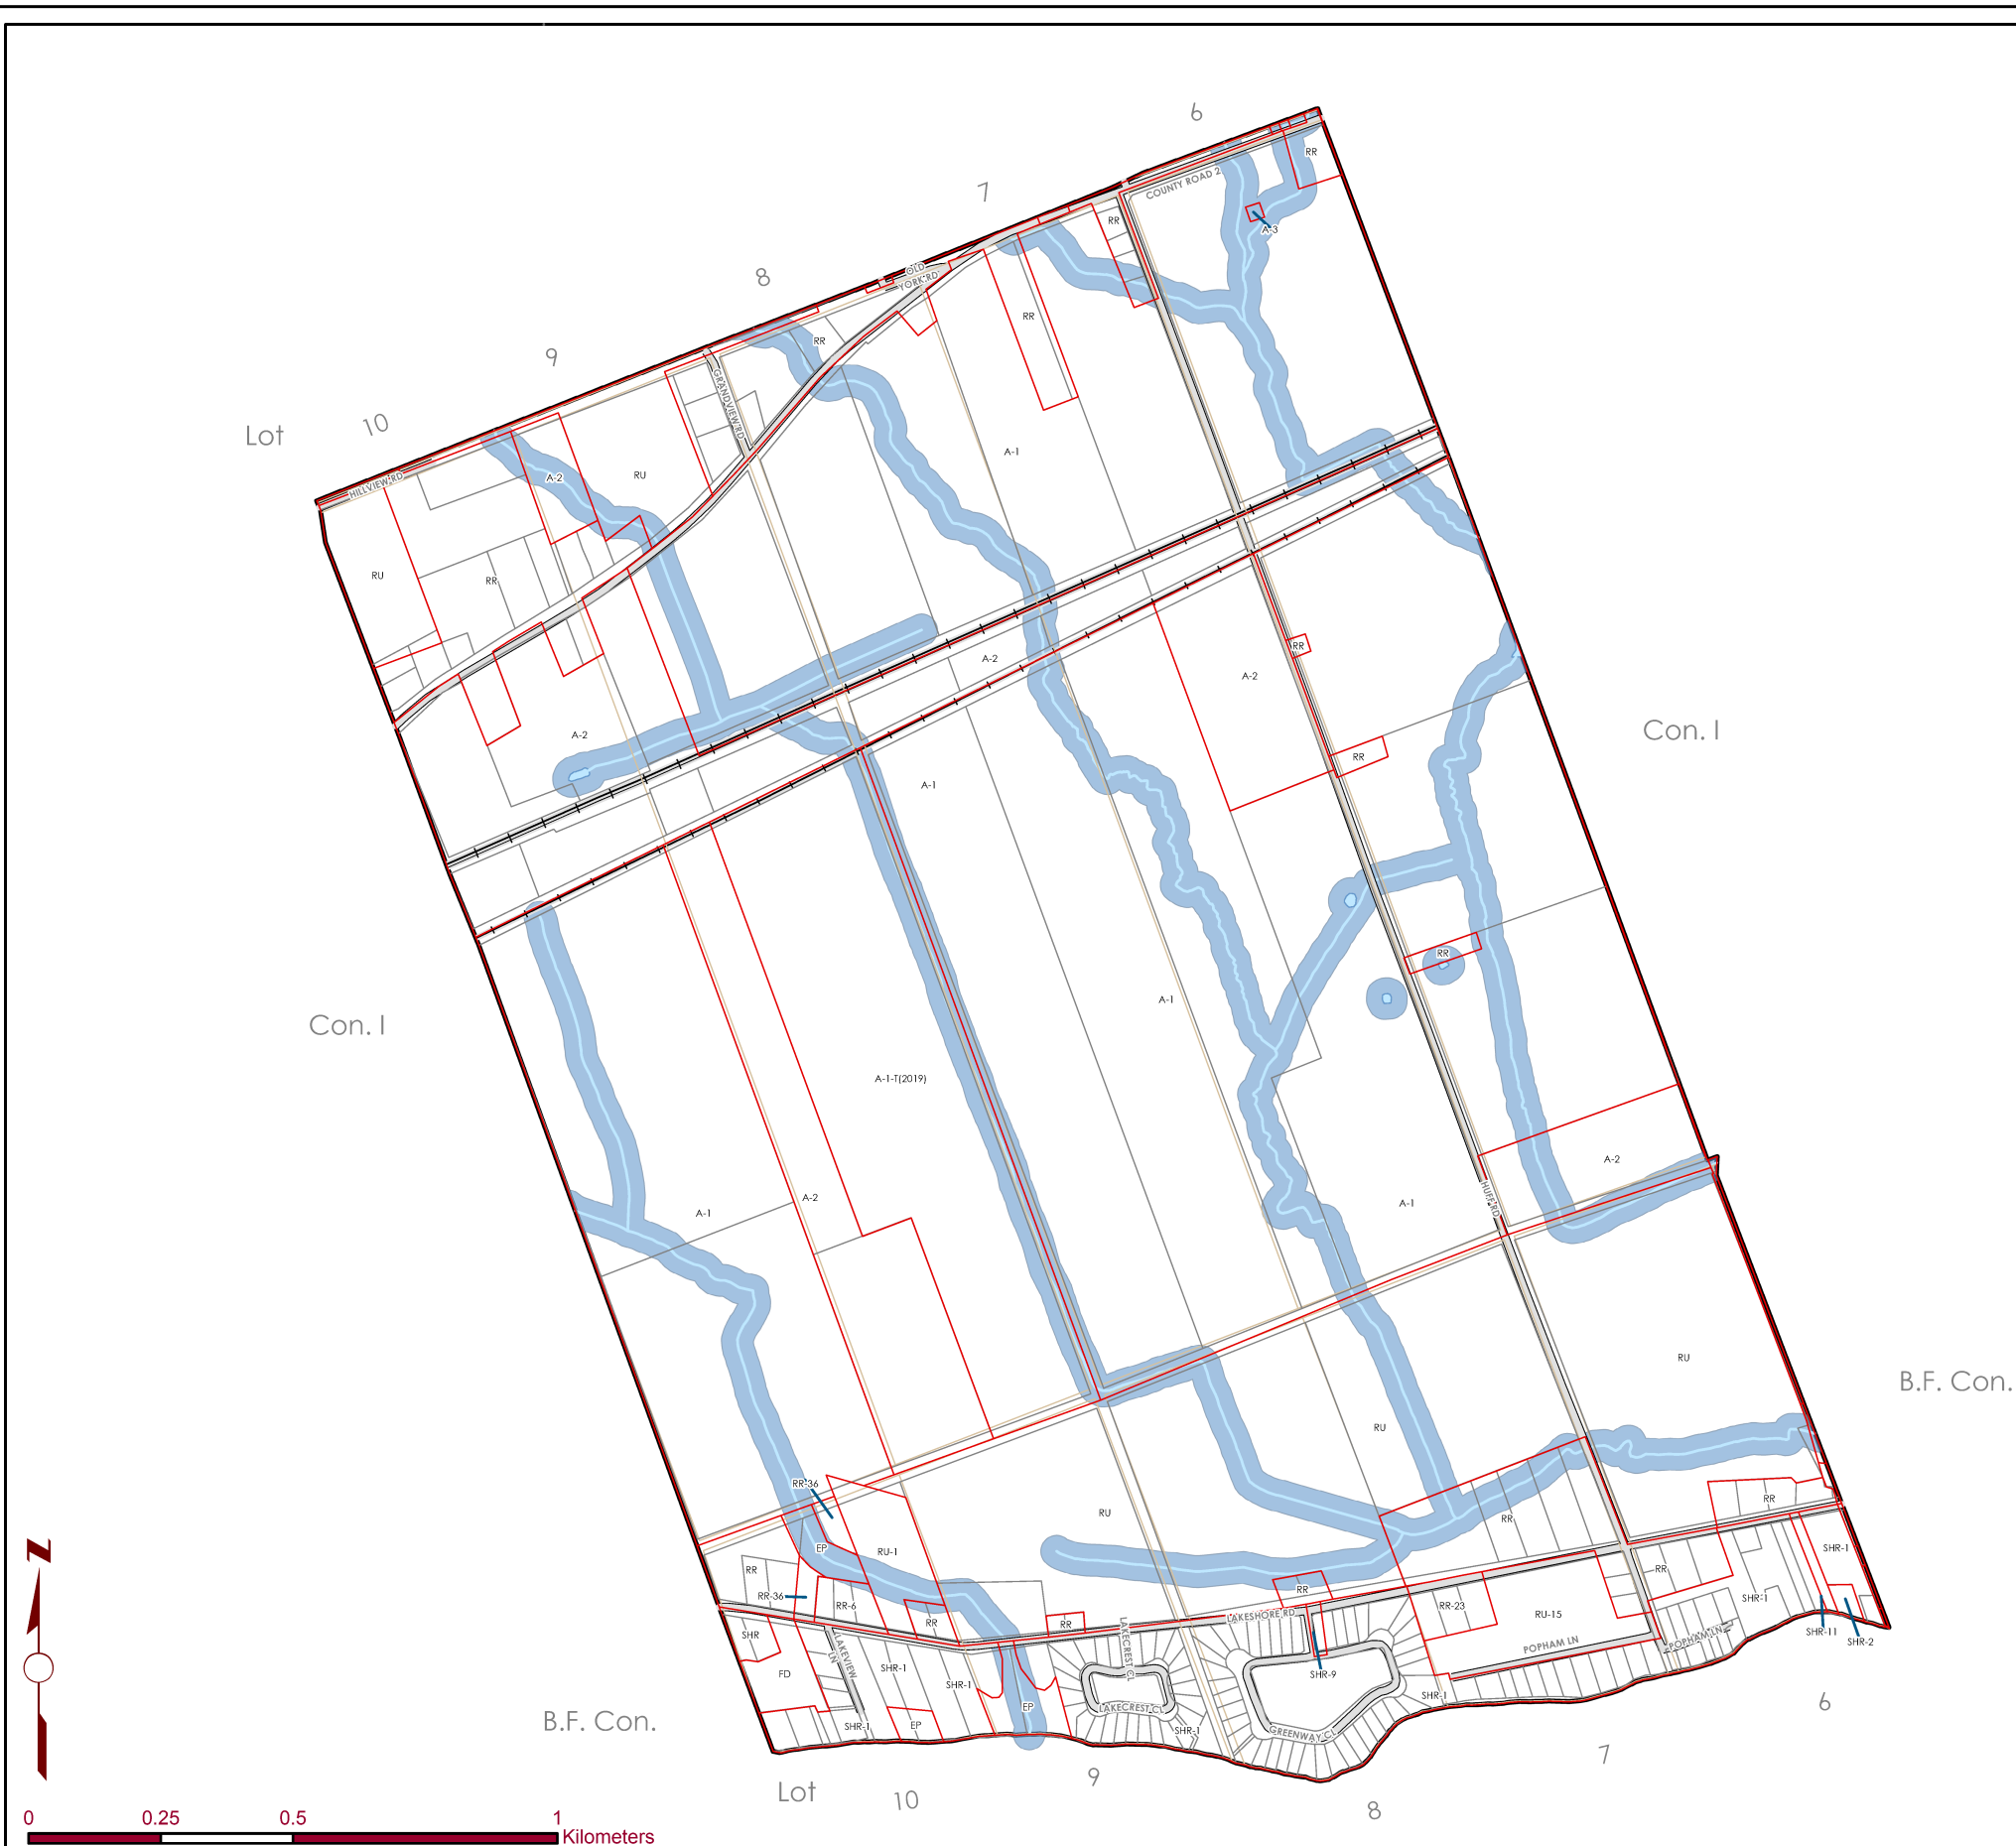 6
7
8
9
10
Lot
COUNTY ROAD 2
RR
A-3
RR
OLD
YORK RD
RR
RR
GRANDVIEW RD
A-1
HILLVIEW RD
A-2
RU
RU
RR
A-2
A-2
RR
A-2
RR
Con. I
A-1
RR
A-1
Con. I
A-1-T(2019)
A-2
A-2
A-1
A-1
HUFF RD
RU
B.F. Con.
RU
RR-36
RU
RR
RR
EP
RU-1
RR
RR-36
RR-6
RR
RR
RR
LAKESHORE RD
RR-23
RU-15
SHR-1
SHR-1
SHR
LAKEVIEW LN
FD
SHR-1
SHR-1
LAKECREST CL
LAKECREST CL
POPHAM LN
POPHAM LN
SHR-11
SHR-2
SHR-9
SHR-1
EP
SHR-1
EP
SHR-1
GREENWAY CL
B.F. Con.
6
7
Lot
10
9
8
N
0 0.25 0.5 1
Kilometers